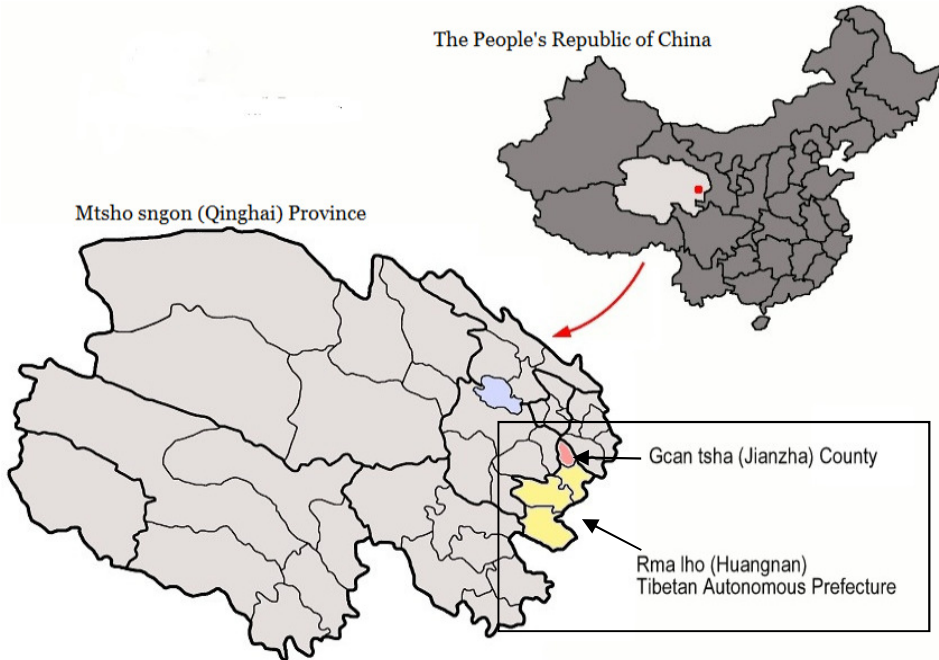 The People's Republic of China
Mtsho sngon (Qinghai) Province
Gcan tsha (Jianzha) County
Rma lho (Huangnan)
Tibetan Autonomous Prefecture